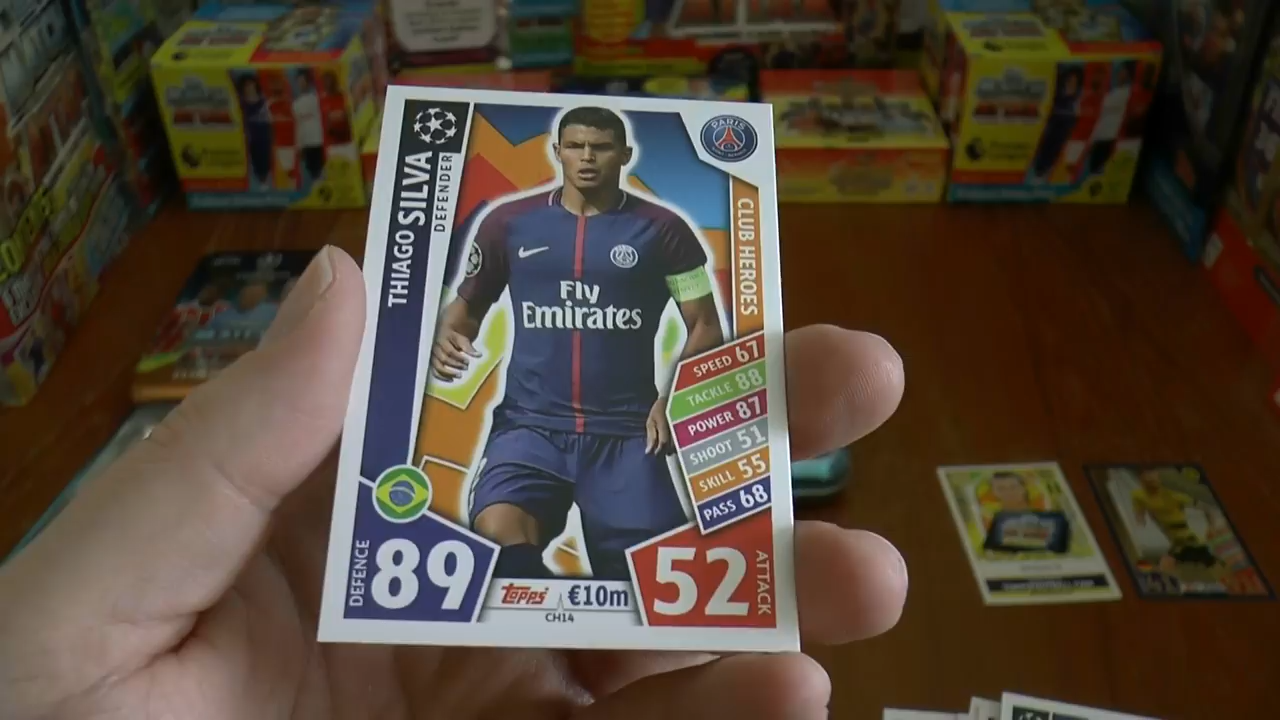 THIAGO SILVA
DEFENDER
PARIS
CLUB HEROES
Fly
Emirates
SPEED 67
TACKLE 88
POWER 87
SHOOT 51
SKILL 55
PASS 68
DEFENCE
89
52
ATTACK
Topps
€10m
CH14